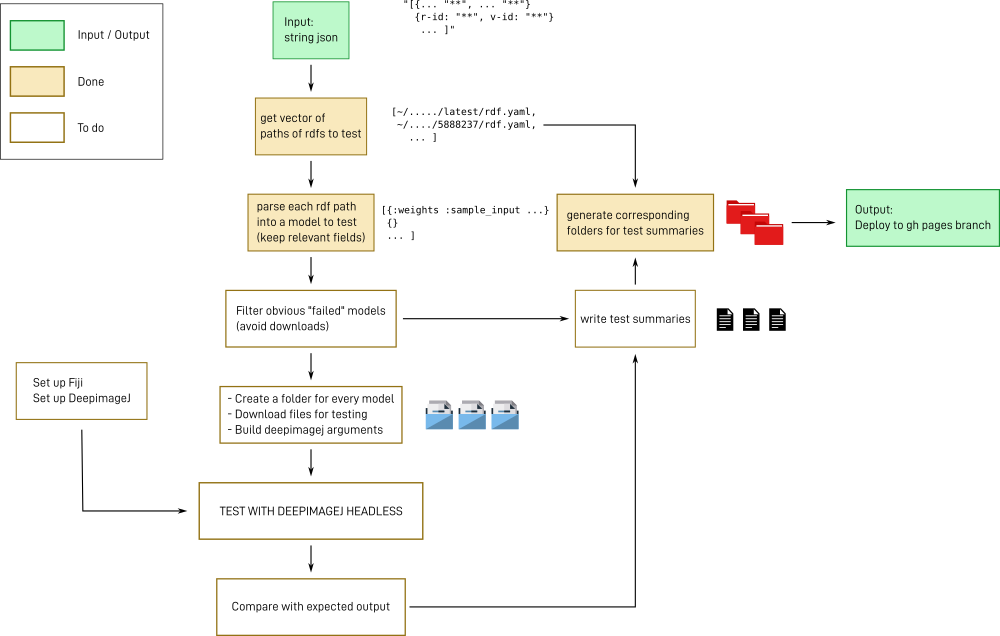 Input / Output
Done
To do
Input:
string json
"[{... "**", ... "**"}
{r-id: "**", v-id: "**"}
... ]"
get vector of
paths of rdfs to test
[~/...../latest/rdf.yaml,
~/..../5888237/rdf.yaml,
... ]
parse each rdf path
into a model to test
(keep relevant fields)
[{:weights :sample_input ...}
{}
... ]
generate corresponding
folders for test summaries
Output:
Deploy to gh pages branch
Filter obvious "failed" models
(avoid downloads)
write test summaries
Set up Fiji
Set up DeepimageJ
- Create a folder for every model
- Download files for testing
- Build deepimagej arguments
TEST WITH DEEPIMAGEJ HEADLESS
Compare with expected output